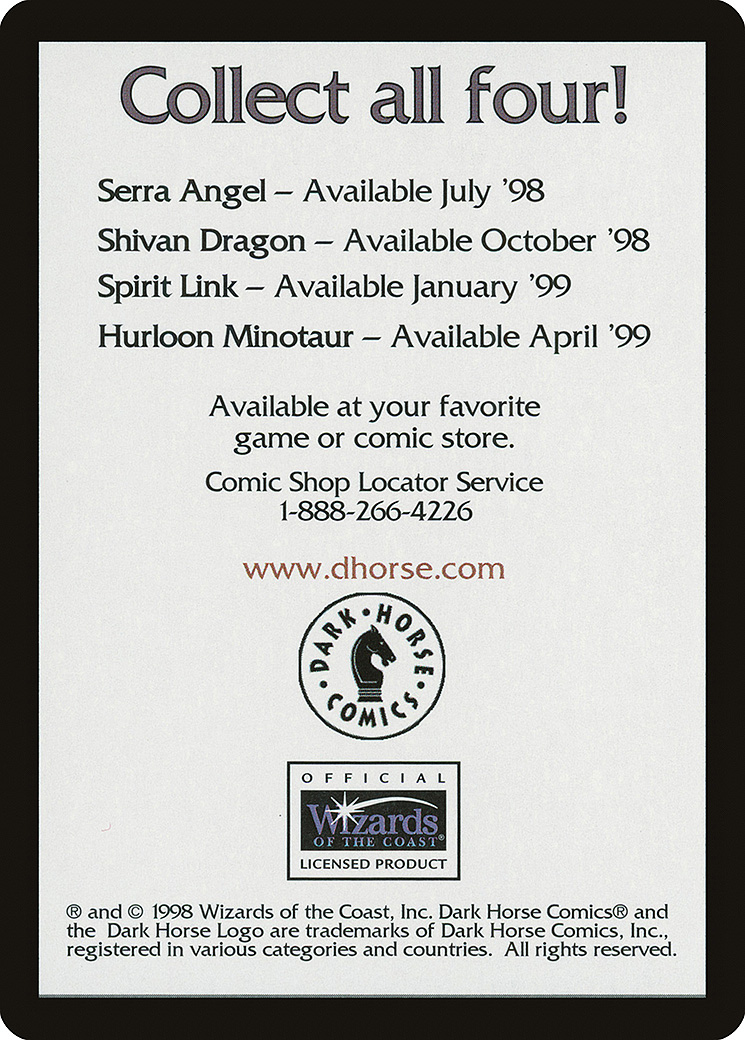 Collect all four!
Serra Angel – Available July ’98
Shivan Dragon – Available October ’98
Spirit Link – Available January ’99
Hurloon Minotaur – Available April ’99
Available at your favorite
game or comic store.
Comic Shop Locator Service
1-888-266-4226
www.dhorse.com
DARK • HORSE
• COMICS •
OFFICIAL
Wizards
OF THE COAST®
LICENSED PRODUCT
® and © 1998 Wizards of the Coast, Inc. Dark Horse Comics® and
the Dark Horse Logo are trademarks of Dark Horse Comics, Inc.,
registered in various categories and countries. All rights reserved.